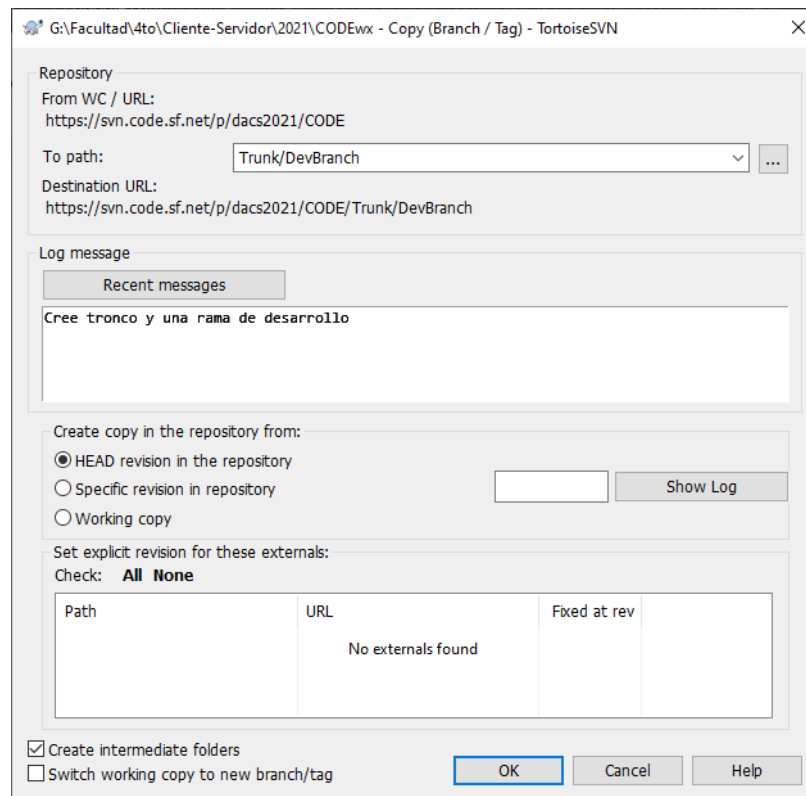 G:\Facultad\4to\Cliente-Servidor\2021\CODEwx - Copy (Branch / Tag) - TortoiseSVN
Repository
From WC / URL:
https://svn.code.sf.net/p/dacs2021/CODE
To path:
Trunk/DevBranch
...
Destination URL:
https://svn.code.sf.net/p/dacs2021/CODE/Trunk/DevBranch
Log message
Recent messages
Cree tronco y una rama de desarrollo
Create copy in the repository from:
HEAD revision in the repository
Specific revision in repository
Show Log
Working copy
Set explicit revision for these externals:
Check: All None
Path URL Fixed at rev
No externals found
Create intermediate folders
Switch working copy to new branch/tag
OK Cancel Help